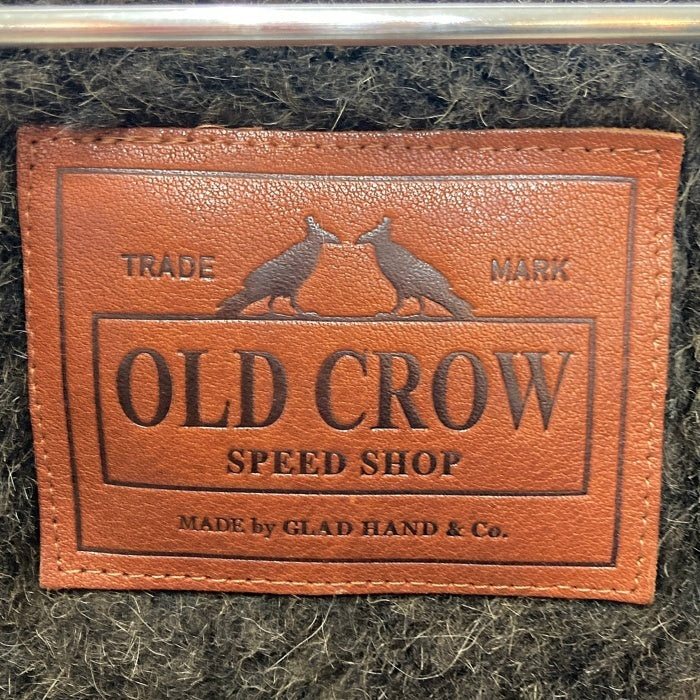 TRADE MARK
OLD CROW
SPEED SHOP
MADE by GLAD HAND & Co.